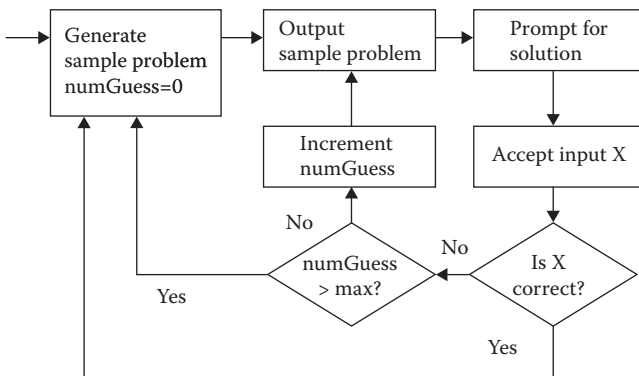 Generate
sample problem
numGuess=0
Output
sample problem
Prompt for
solution
Increment
numGuess
Accept input X
No
numGuess
> max?
No
Is X
correct?
Yes
Yes